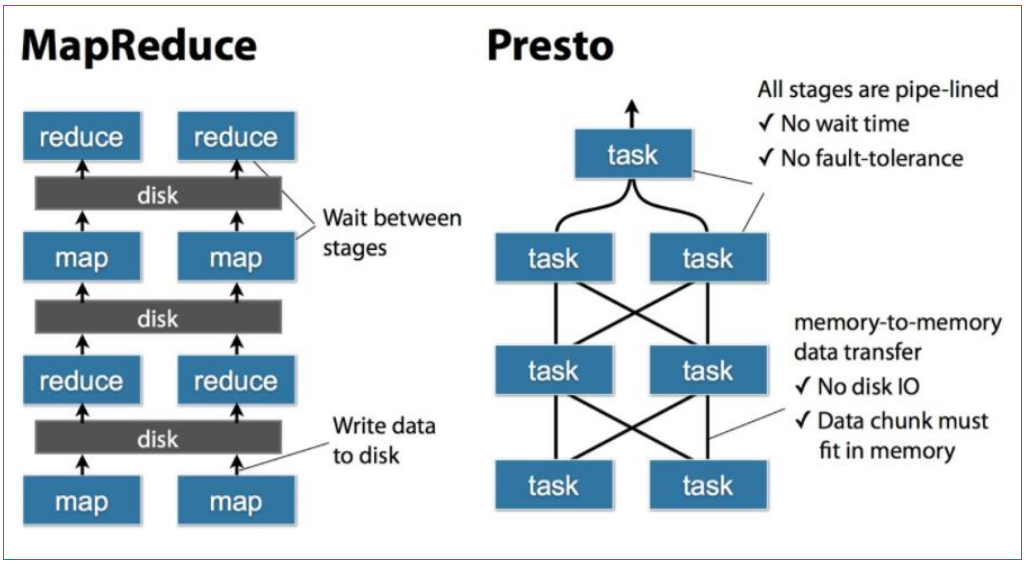 MapReduce
reduce
reduce
disk
Wait between
stages
map
map
disk
reduce
reduce
disk
Write data
to disk
map
map
Presto
All stages are pipe-lined
✓ No wait time
✓ No fault-tolerance
task
task
task
memory-to-memory
data transfer
✓ No disk IO
✓ Data chunk must
fit in memory
task
task
task
task